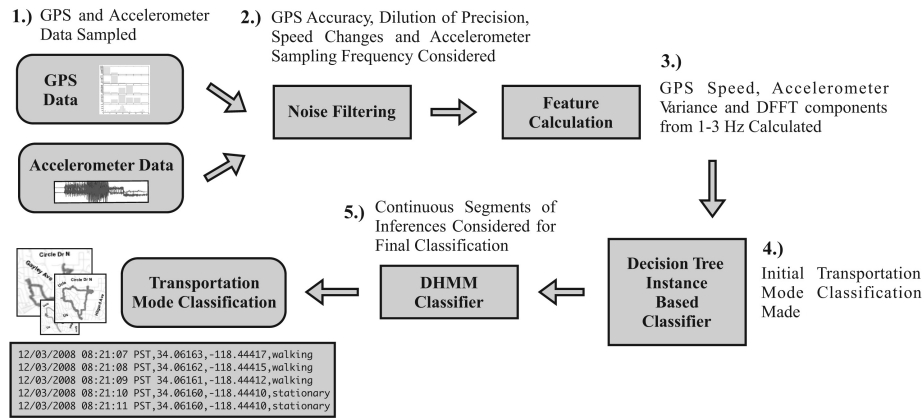 1.) GPS and Accelerometer
Data Sampled
GPS
Data
Accelerometer Data
2.) GPS Accuracy, Dilution of Precision,
Speed Changes and Accelerometer
Sampling Frequency Considered
Noise Filtering
Feature
Calculation
3.)
GPS Speed, Accelerometer
Variance and DFFT components
from 1-3 Hz Calculated
4.)
Initial Transportation
Mode Classification
Made
Decision Tree
Instance
Based
Classifier
5.) Continuous Segments of
Inferences Considered for
Final Classification
DHMM
Classifier
Transportation
Mode Classification
Circle Dr N
Gayley Ave
Circle Dr N
12/03/2008 08:21:07 PST,34.06163,-118.44417,walking
12/03/2008 08:21:08 PST,34.06162,-118.44415,walking
12/03/2008 08:21:09 PST,34.06161,-118.44412,walking
12/03/2008 08:21:10 PST,34.06160,-118.44410,stationary
12/03/2008 08:21:11 PST,34.06160,-118.44410,stationary